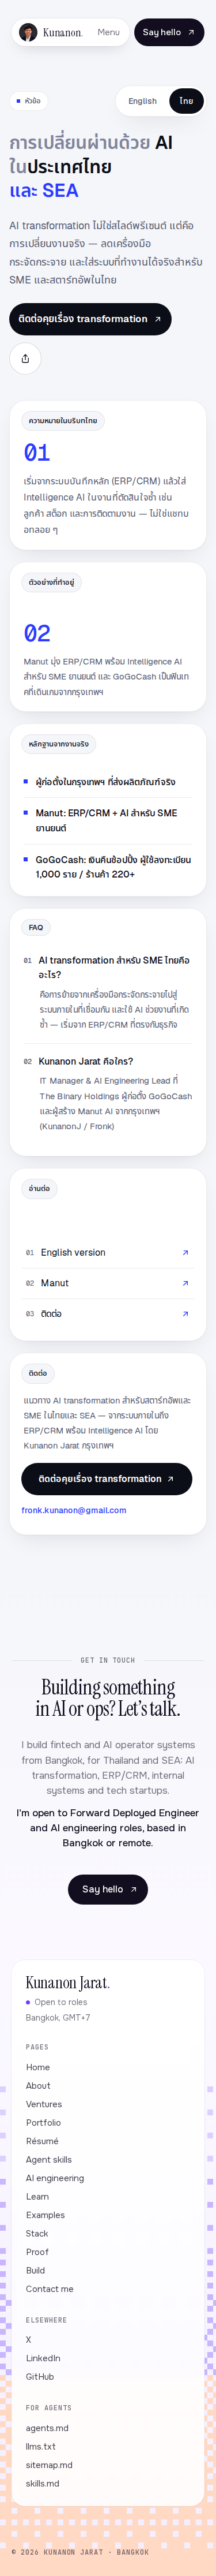 Kunanon.
Menu
Say hello
หัวข้อ
English
ไทย
การเปลี่ยนผ่านด้วย AI
ในประเทศไทย
และ SEA
AI transformation ไม่ใช่สไลด์พรีเซนต์ แต่คือ
การเปลี่ยนงานจริง — ลดเครื่องมือ
กระจัดกระจาย และใส่ระบบที่ทำงานได้จริงสำหรับ
SME และสตาร์ทอัพในไทย
ติดต่อคุยเรื่อง transformation
ความหมายในบริบทไทย
01
เริ่มจากระบบบันทึกหลัก (ERP/CRM) แล้วใส่
Intelligence AI ในงานที่ตัดสินใจซ้ำ เช่น
ลูกค้า สต็อก และการติดตามงาน — ไม่ใช่แชทบ
อทลอย ๆ
ตัวอย่างที่ทำอยู่
02
Manut มุ่ง ERP/CRM พร้อม Intelligence AI
สำหรับ SME ยานยนต์ และ GoGoCash เป็นฟินเท
คที่เดินเกมจากกรุงเทพฯ
หลักฐานจากงานจริง
ผู้ก่อตั้งในกรุงเทพฯ ที่ส่งผลิตภัณฑ์จริง
Manut: ERP/CRM + AI สำหรับ SME
ยานยนต์
GoGoCash: เงินคืนช้อปปิ้ง ผู้ใช้ลงทะเบียน
1,000 ราย / ร้านค้า 220+
FAQ
01 AI transformation สำหรับ SME ไทยคือ
อะไร?
คือการย้ายจากเครื่องมือกระจัดกระจายไปสู่
ระบบภายในที่เชื่อมกัน และใช้ AI ช่วยงานที่เกิด
ซ้ำ — เริ่มจาก ERP/CRM ที่ตรงกับธุรกิจ
02 Kunanon Jarat คือใคร?
IT Manager & AI Engineering Lead ที่
The Binary Holdings ผู้ก่อตั้ง GoGoCash
และผู้สร้าง Manut AI จากกรุงเทพฯ
(KunanonJ / Fronk)
อ่านต่อ
01 English version
02 Manut
03 ติดต่อ
ติดต่อ
แนวทาง AI transformation สำหรับสตาร์ทอัพและ
SME ในไทยและ SEA — จากระบบภายในถึง
ERP/CRM พร้อม Intelligence AI โดย
Kunanon Jarat กรุงเทพฯ
ติดต่อคุยเรื่อง transformation
fronk.kunanon@gmail.com
GET IN TOUCH
Building something
in AI or ops? Let's talk.
I build fintech and AI operator systems
from Bangkok, for Thailand and SEA: AI
transformation, ERP/CRM, internal
systems and tech startups.
I'm open to Forward Deployed Engineer
and AI engineering roles, based in
Bangkok or remote.
Say hello
Kunanon Jarat.
Open to roles
Bangkok, GMT+7
PAGES
Home
About
Ventures
Portfolio
Résumé
Agent skills
AI engineering
Learn
Examples
Stack
Proof
Build
Contact me
ELSEWHERE
X
LinkedIn
GitHub
FOR AGENTS
agents.md
llms.txt
sitemap.md
skills.md
© 2026 KUNANON JARAT · BANGKOK